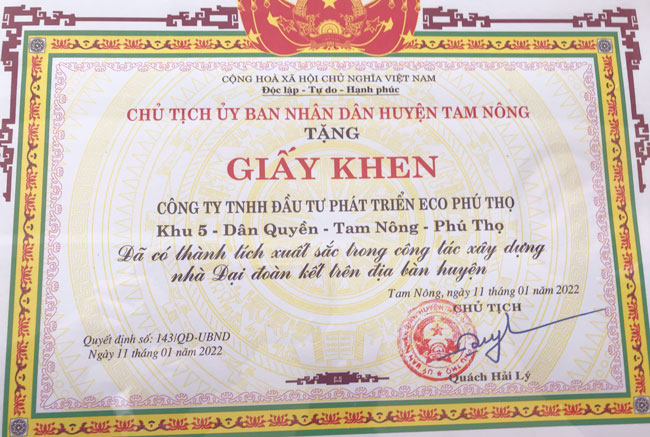 CỘNG HOÀ XÃ HỘI CHỦ NGHĨA VIỆT NAM
Độc lập - Tự do - Hạnh phúc
CHỦ TỊCH ỦY BAN NHÂN DÂN HUYỆN TAM NÔNG
TẶNG
GIẤY KHEN
CÔNG TY TNHH ĐẦU TƯ PHÁT TRIỂN ECO PHÚ THỌ
Khu 5 - Dân Quyền - Tam Nông - Phú Thọ
Đã có thành tích xuất sắc trong công tác xây dựng
nhà Đại đoàn kết trên địa bàn huyện
Tam Nông, ngày 11 tháng 01 năm 2022
CHỦ TỊCH
Quyết định số: 143/QĐ-UBND
Ngày 11 tháng 01 năm 2022
Quách Hải Lý